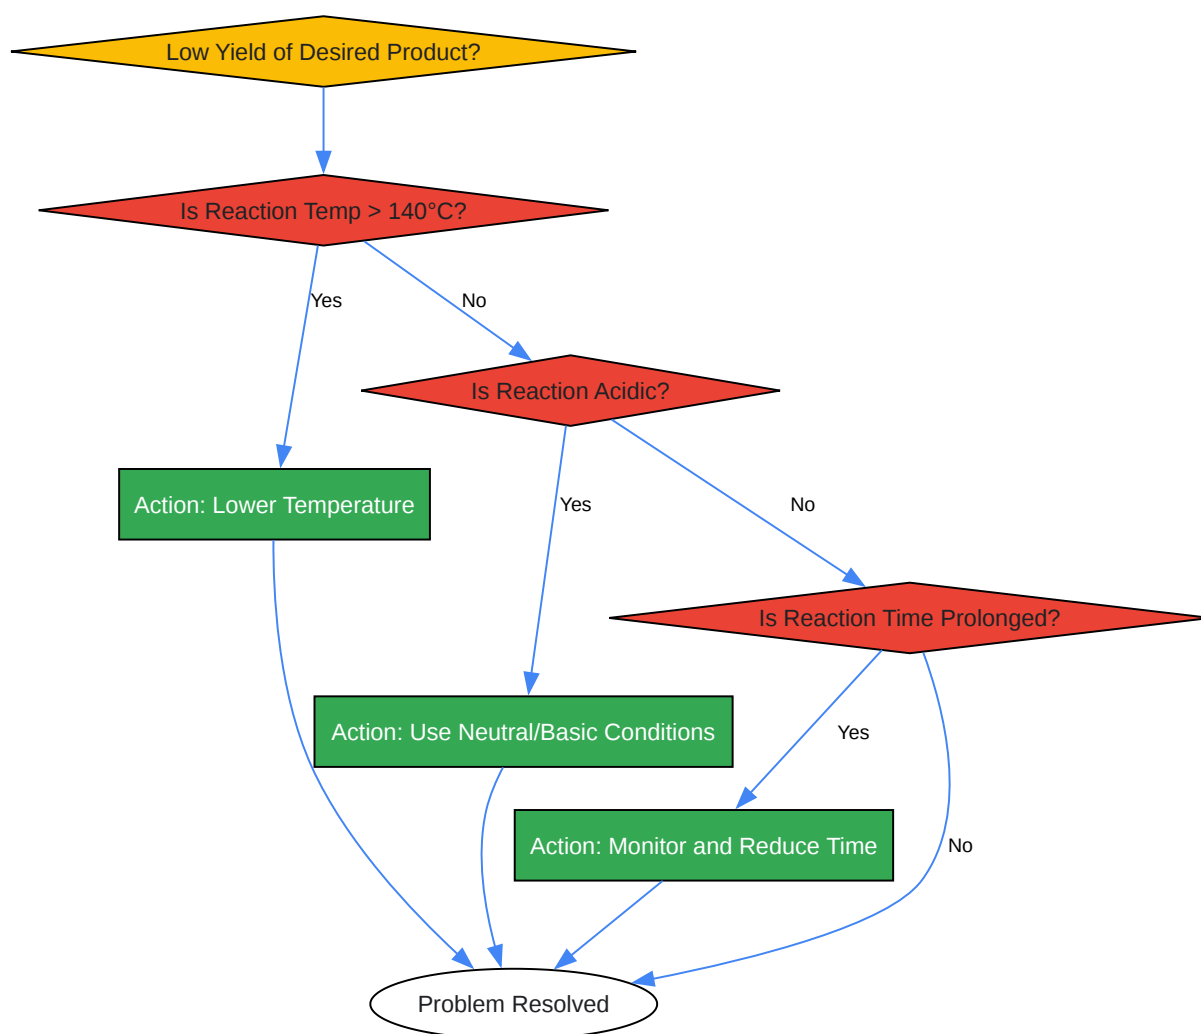 Low Yield of Desired Product?
Is Reaction Temp > 140°C?
Yes
No
Is Reaction Acidic?
Action: Lower Temperature
Yes
No
Is Reaction Time Prolonged?
Action: Use Neutral/Basic Conditions
Yes
Action: Monitor and Reduce Time
No
Problem Resolved